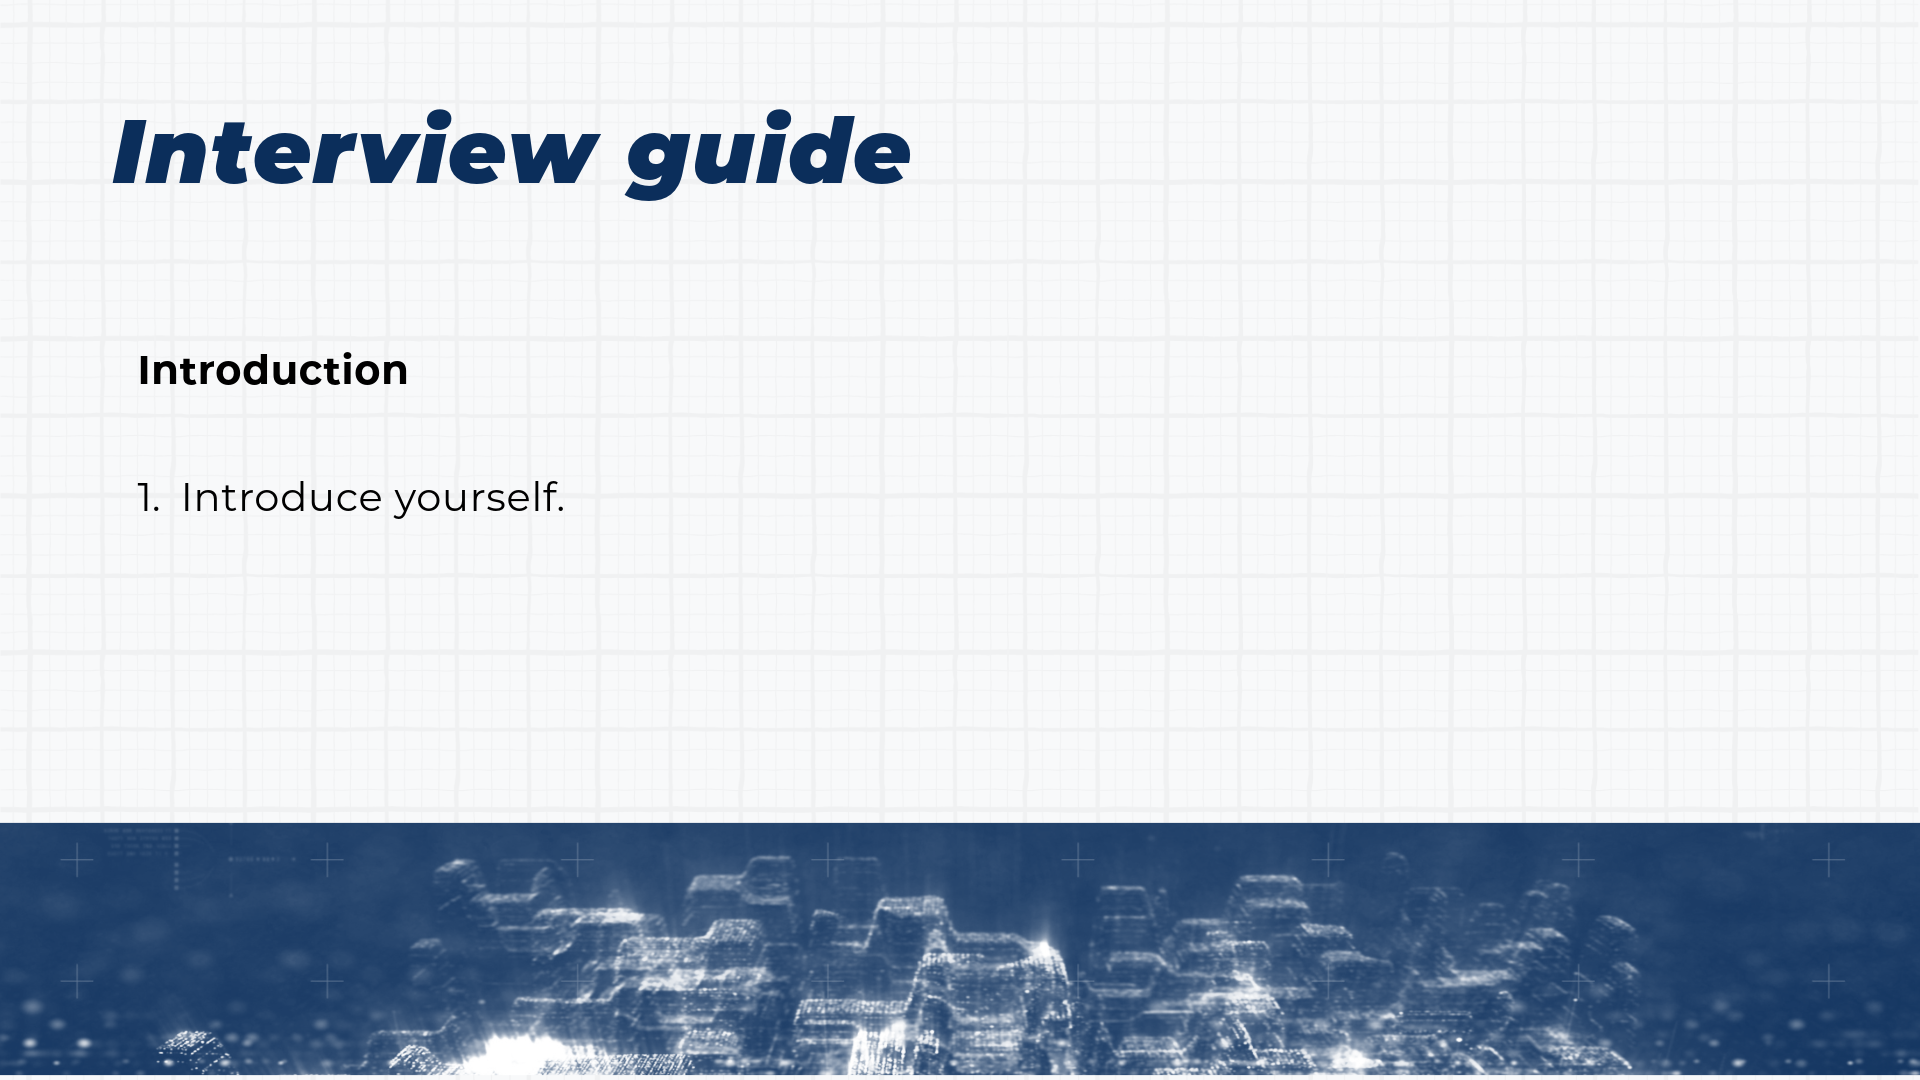 Interview guide
Introduction
1. Introduce yourself.